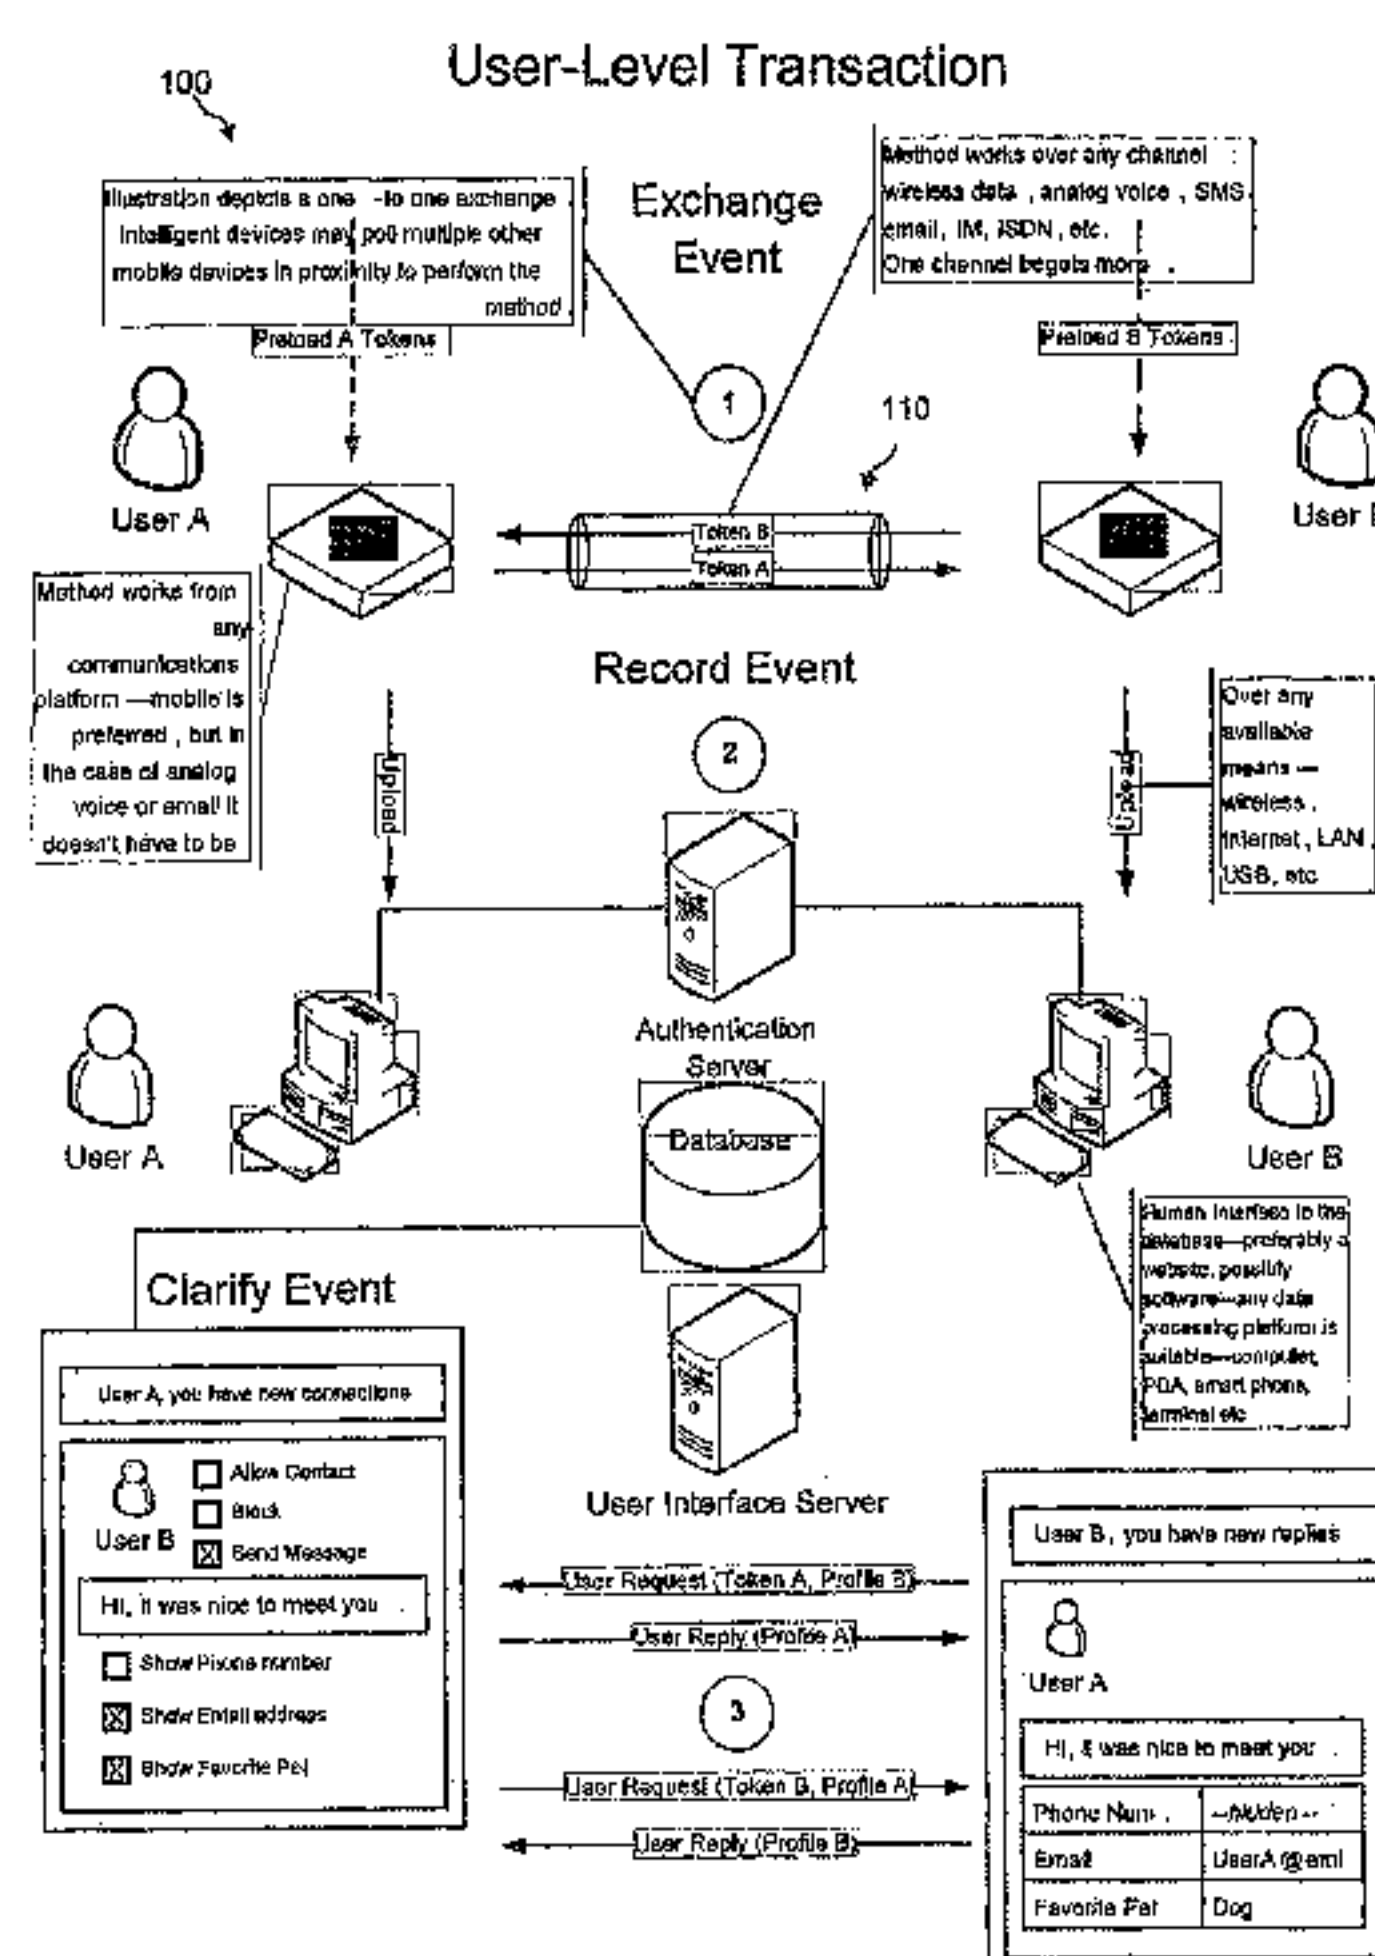 User-Level Transaction
100
Illustration depicts a one -to one exchange .
Intelligent devices may poll multiple other
mobile devices in proximity to perform the
method .
Exchange
Event
Method works over any channel :
wireless data , analog voice , SMS,
email, IM, ISDN , etc.
One channel begets more .
Preload A Tokens
Preload B Tokens .
1
110
User A
User
Token B
Token A
Method works from
any
communications
platform —mobile is
preferred , but in
the case of analog
voice or email it
doesn't have to be
Record Event
2
Upload
Upload
Over any
available
means —
wireless ,
Internet , LAN ,
USB, etc
Authentication
Server
User A
Database
User B
Human Interface to the
database—preferably a
website, possibly
software—any data
processing platform is
suitable—computer,
PDA, smart phone,
terminal etc
Clarify Event
User A, you have new connections
User B
Allow Contact
Block
Send Message
Hi, it was nice to meet you .
Show Phone number
Show Email address
Show Favorite Pet
User Interface Server
User Request (Token A, Profile B)
User Reply (Profile A)
3
User Request (Token B, Profile A)
User Reply (Profile B)
User B , you have new replies
User A
Hi, it was nice to meet you .
Phone Num . --hidden --
Email UserA@eml
Favorite Pet Dog